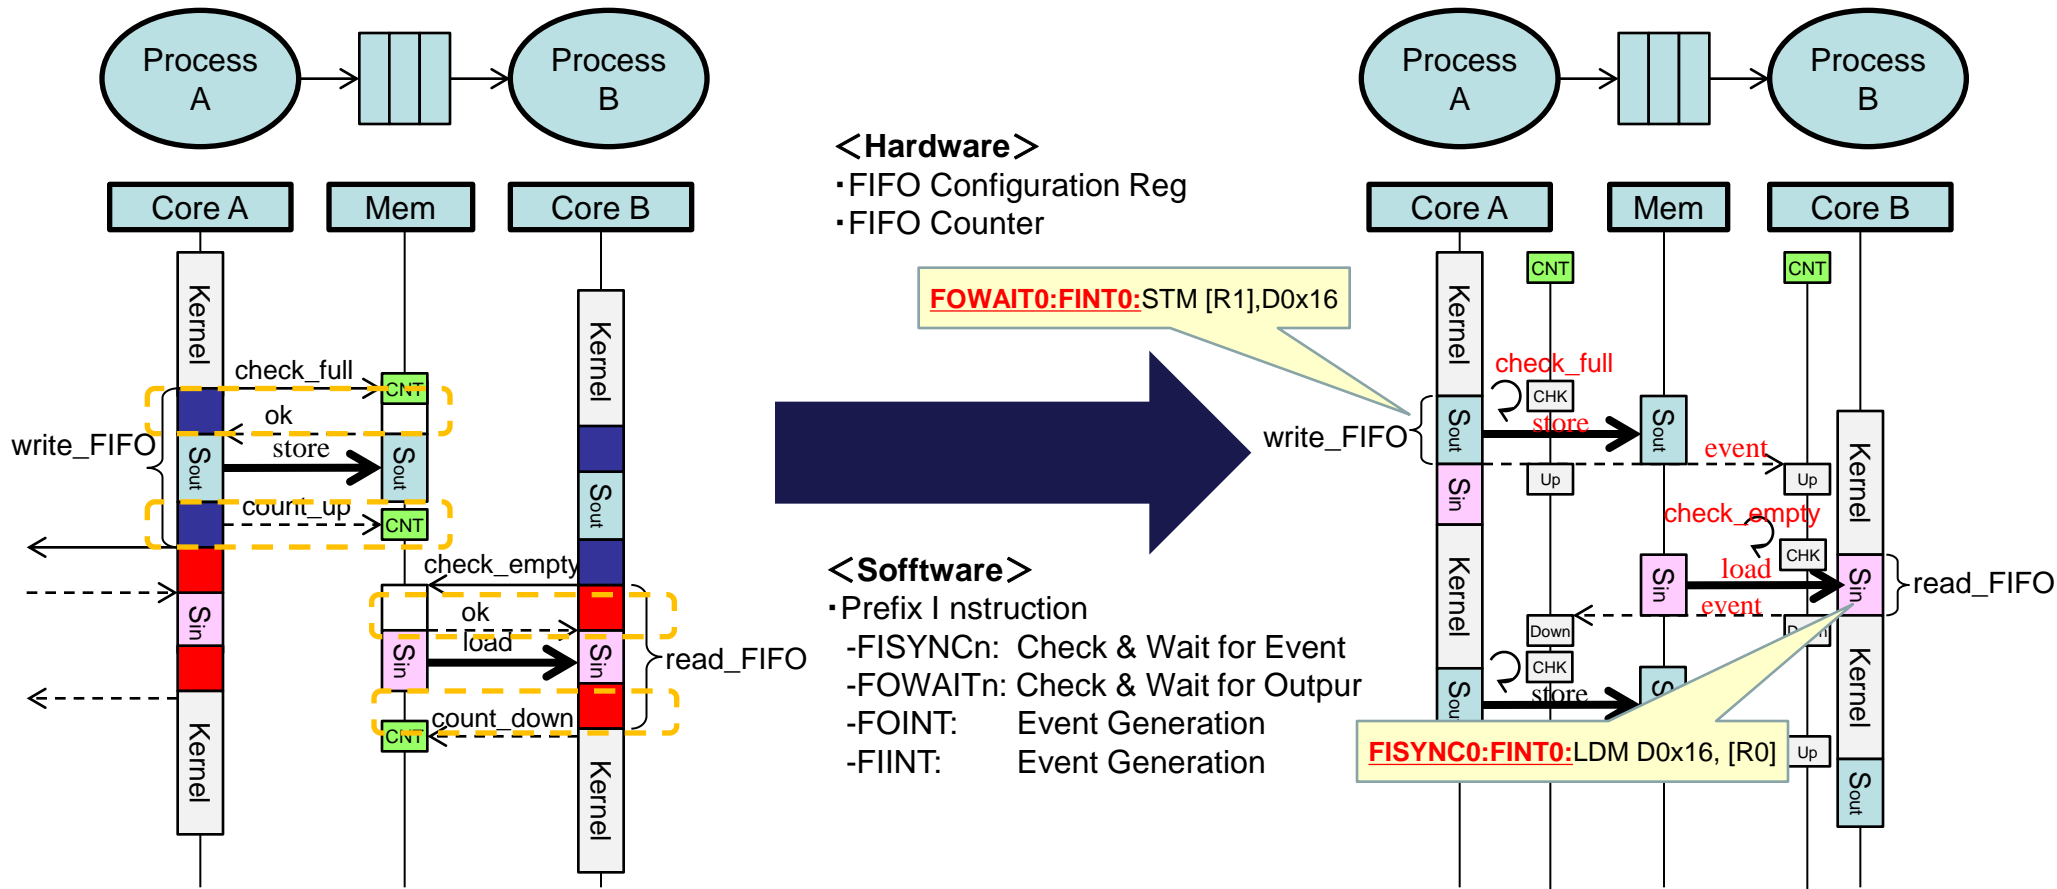 Process
A
Process
B
Core A
Mem
Core B
Kernel
Kernel
check_full
CNT
ok
write_FIFO
store
Sout
Sout
count_up
CNT
Sout
check_empty
ok
load
Sin
Sin
Sin
read_FIFO
count_down
CNT
Kernel
Kernel
<Hardware>
・FIFO Configuration Reg
・FIFO Counter
<Sofftware>
・Prefix I nstruction
-FISYNCn: Check & Wait for Event
-FOWAITn: Check & Wait for Outpur
-FOINT: Event Generation
-FIINT: Event Generation
Process
A
Process
B
Core A
Mem
Core B
CNT
CNT
FOWAIT0:FINT0:STM [R1],D0x16
Kernel
check_full
CHK
store
write_FIFO
Sout
Sout
event
Kernel
Sin
Up
Up
check_empty
CHK
load
Kernel
Sin
Sin
read_FIFO
event
Down
Down
CHK
store
Sout
Kernel
FISYNC0:FINT0:LDM D0x16, [R0]
Up
Sout